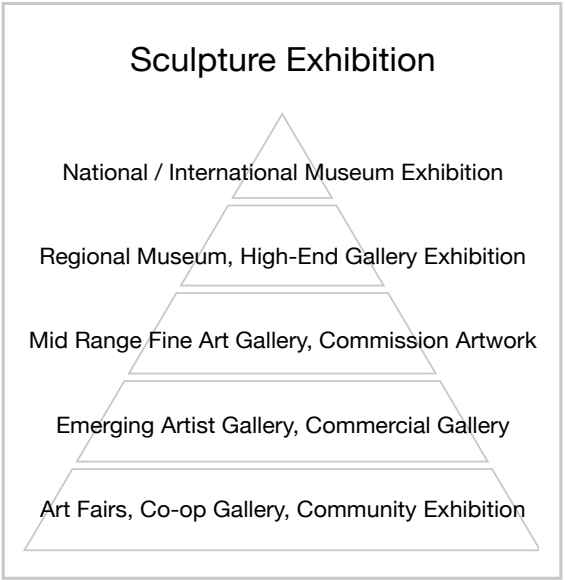 Sculpture Exhibition
National / International Museum Exhibition
Regional Museum, High-End Gallery Exhibition
Mid Range Fine Art Gallery, Commission Artwork
Emerging Artist Gallery, Commercial Gallery
Art Fairs, Co-op Gallery, Community Exhibition